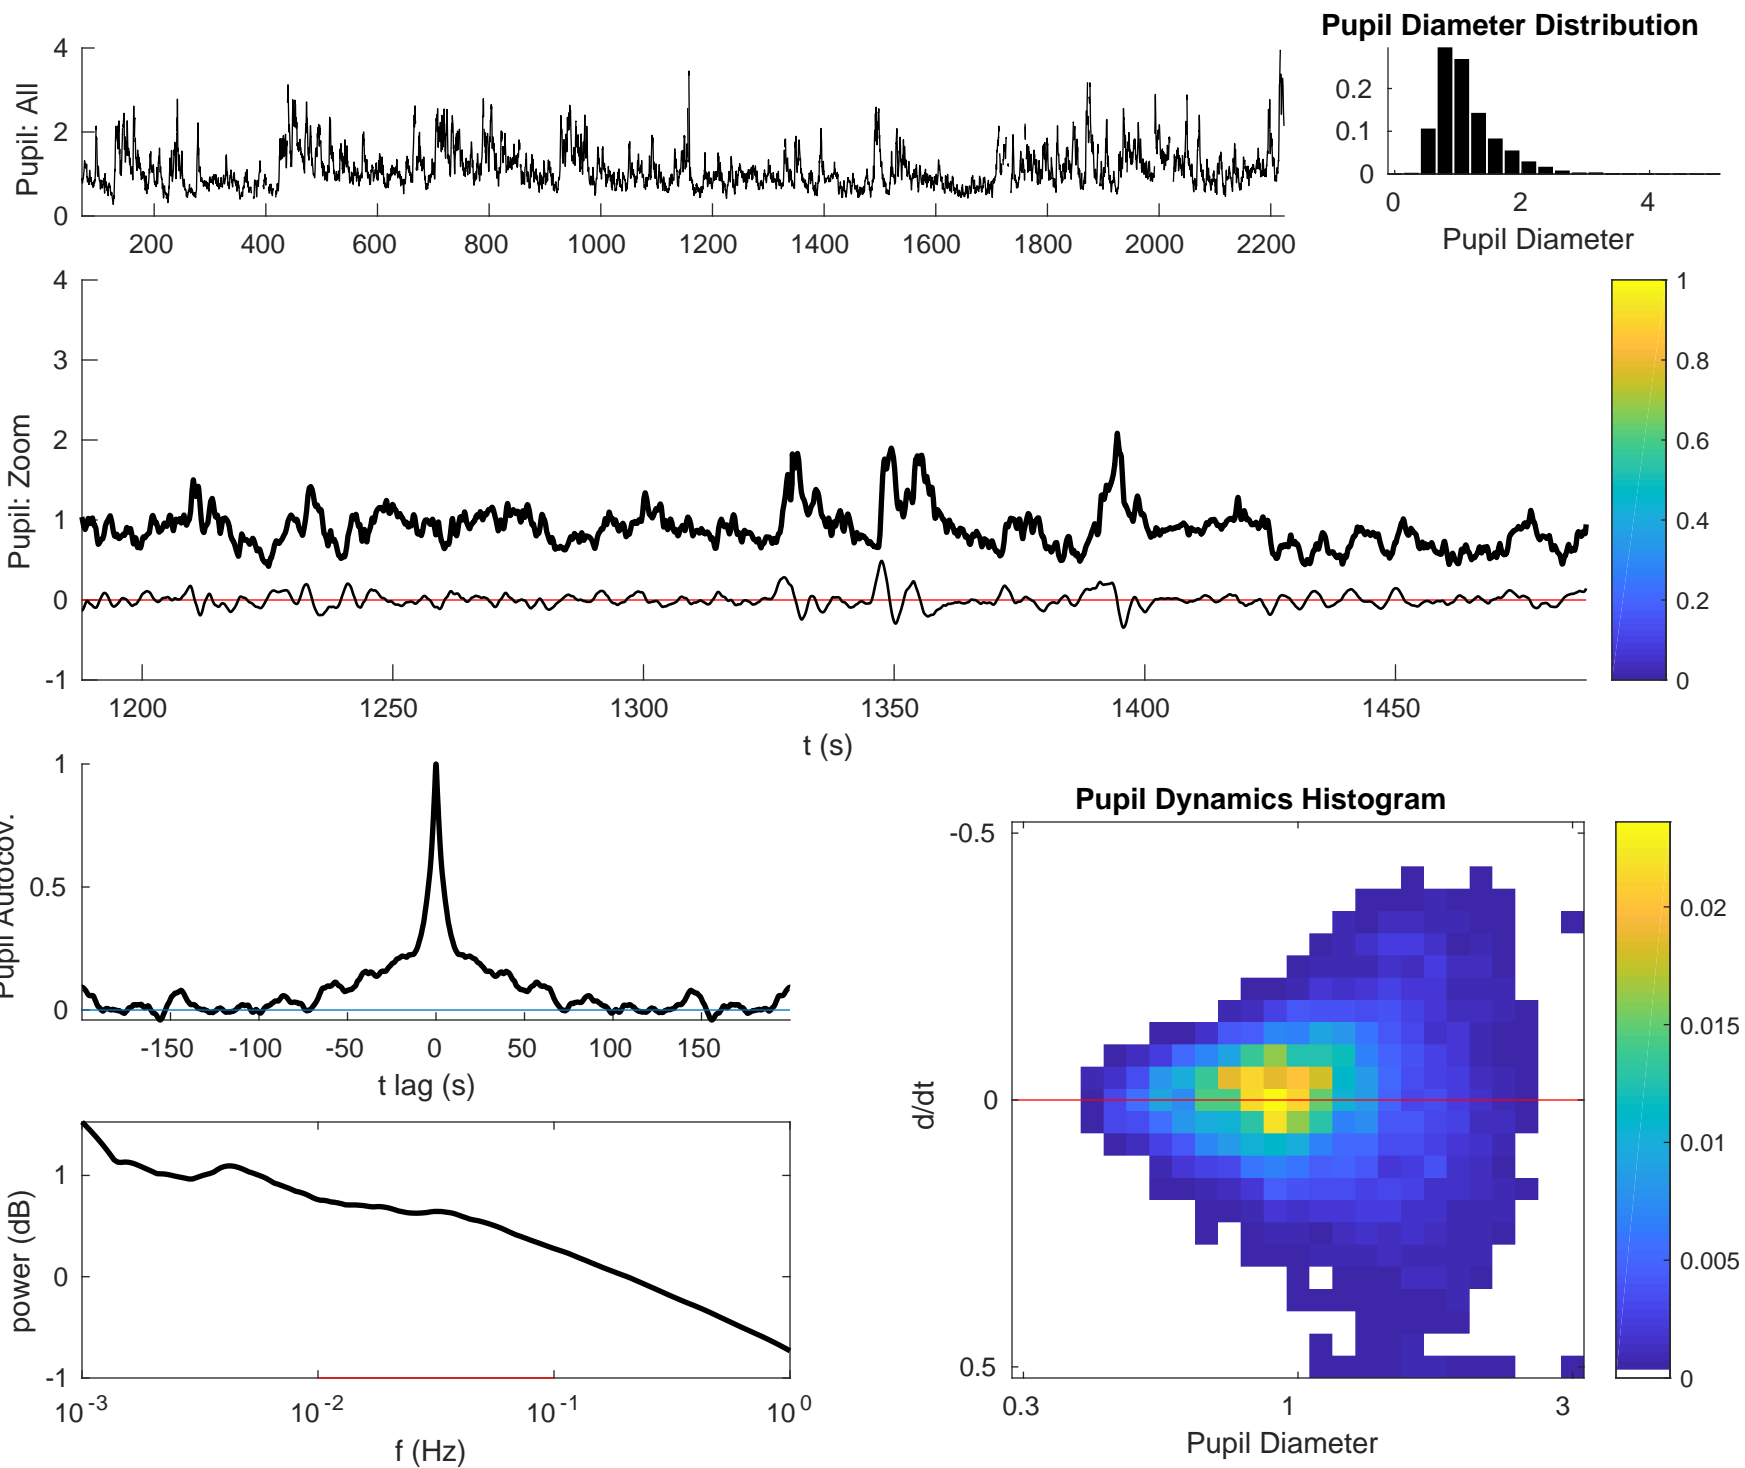 Pupil Diameter Distribution
Pupil: All
4
2
0
200 400 600 800 1000 1200 1400 1600 1800 2000 2200
0.2
0.1
0
0 2 4
Pupil Diameter
Pupil: Zoom
4
3
2
1
0
-1
1200 1250 1300 1350 1400 1450
t (s)
1
0.8
0.6
0.4
0.2
0
Pupil Autocov.
1
0.5
0
-150 -100 -50 0 50 100 150
t lag (s)
power (dB)
1
0
-1
10^-3 10^-2 10^-1 10^0
f (Hz)
Pupil Dynamics Histogram
d/dt
-0.5
0
0.5
0.3 1 3
Pupil Diameter
0.02
0.015
0.01
0.005
0